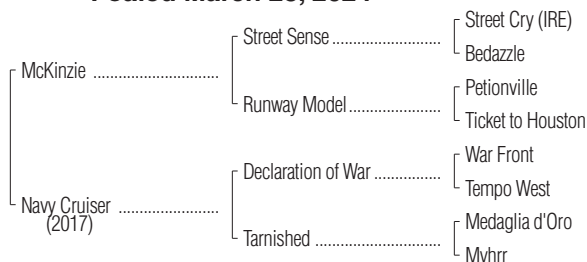 Foaled March 23, 2024
Street Cry (IRE)
Street Sense
Bedazzle
McKinzie
Petionville
Runway Model
Ticket to Houston
War Front
Declaration of War
Tempo West
Navy Cruiser
(2017)
Medaglia d'Oro
Tarnished
Myhrr